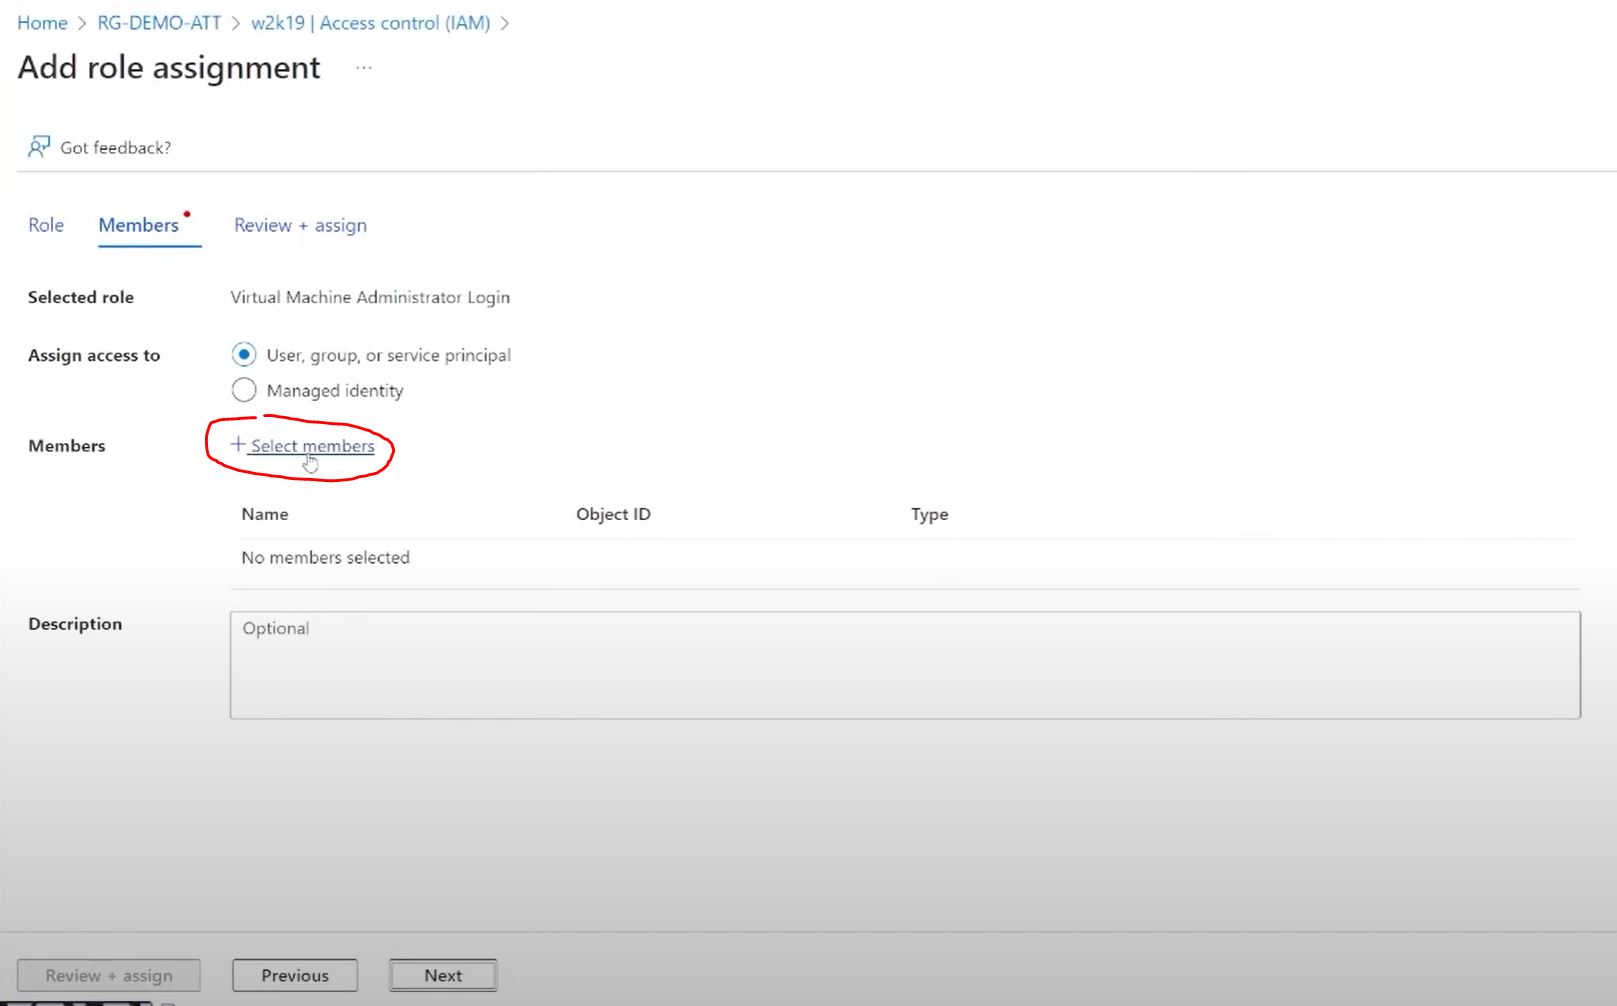 Home > RG-DEMO-ATT > w2k19 | Access control (IAM) >
Add role assignment ...
Got feedback?
Role Members Review + assign
Selected role Virtual Machine Administrator Login
Assign access to User, group, or service principal
Managed identity
Members + Select members
Name Object ID Type
No members selected
Description Optional
Review + assign Previous Next